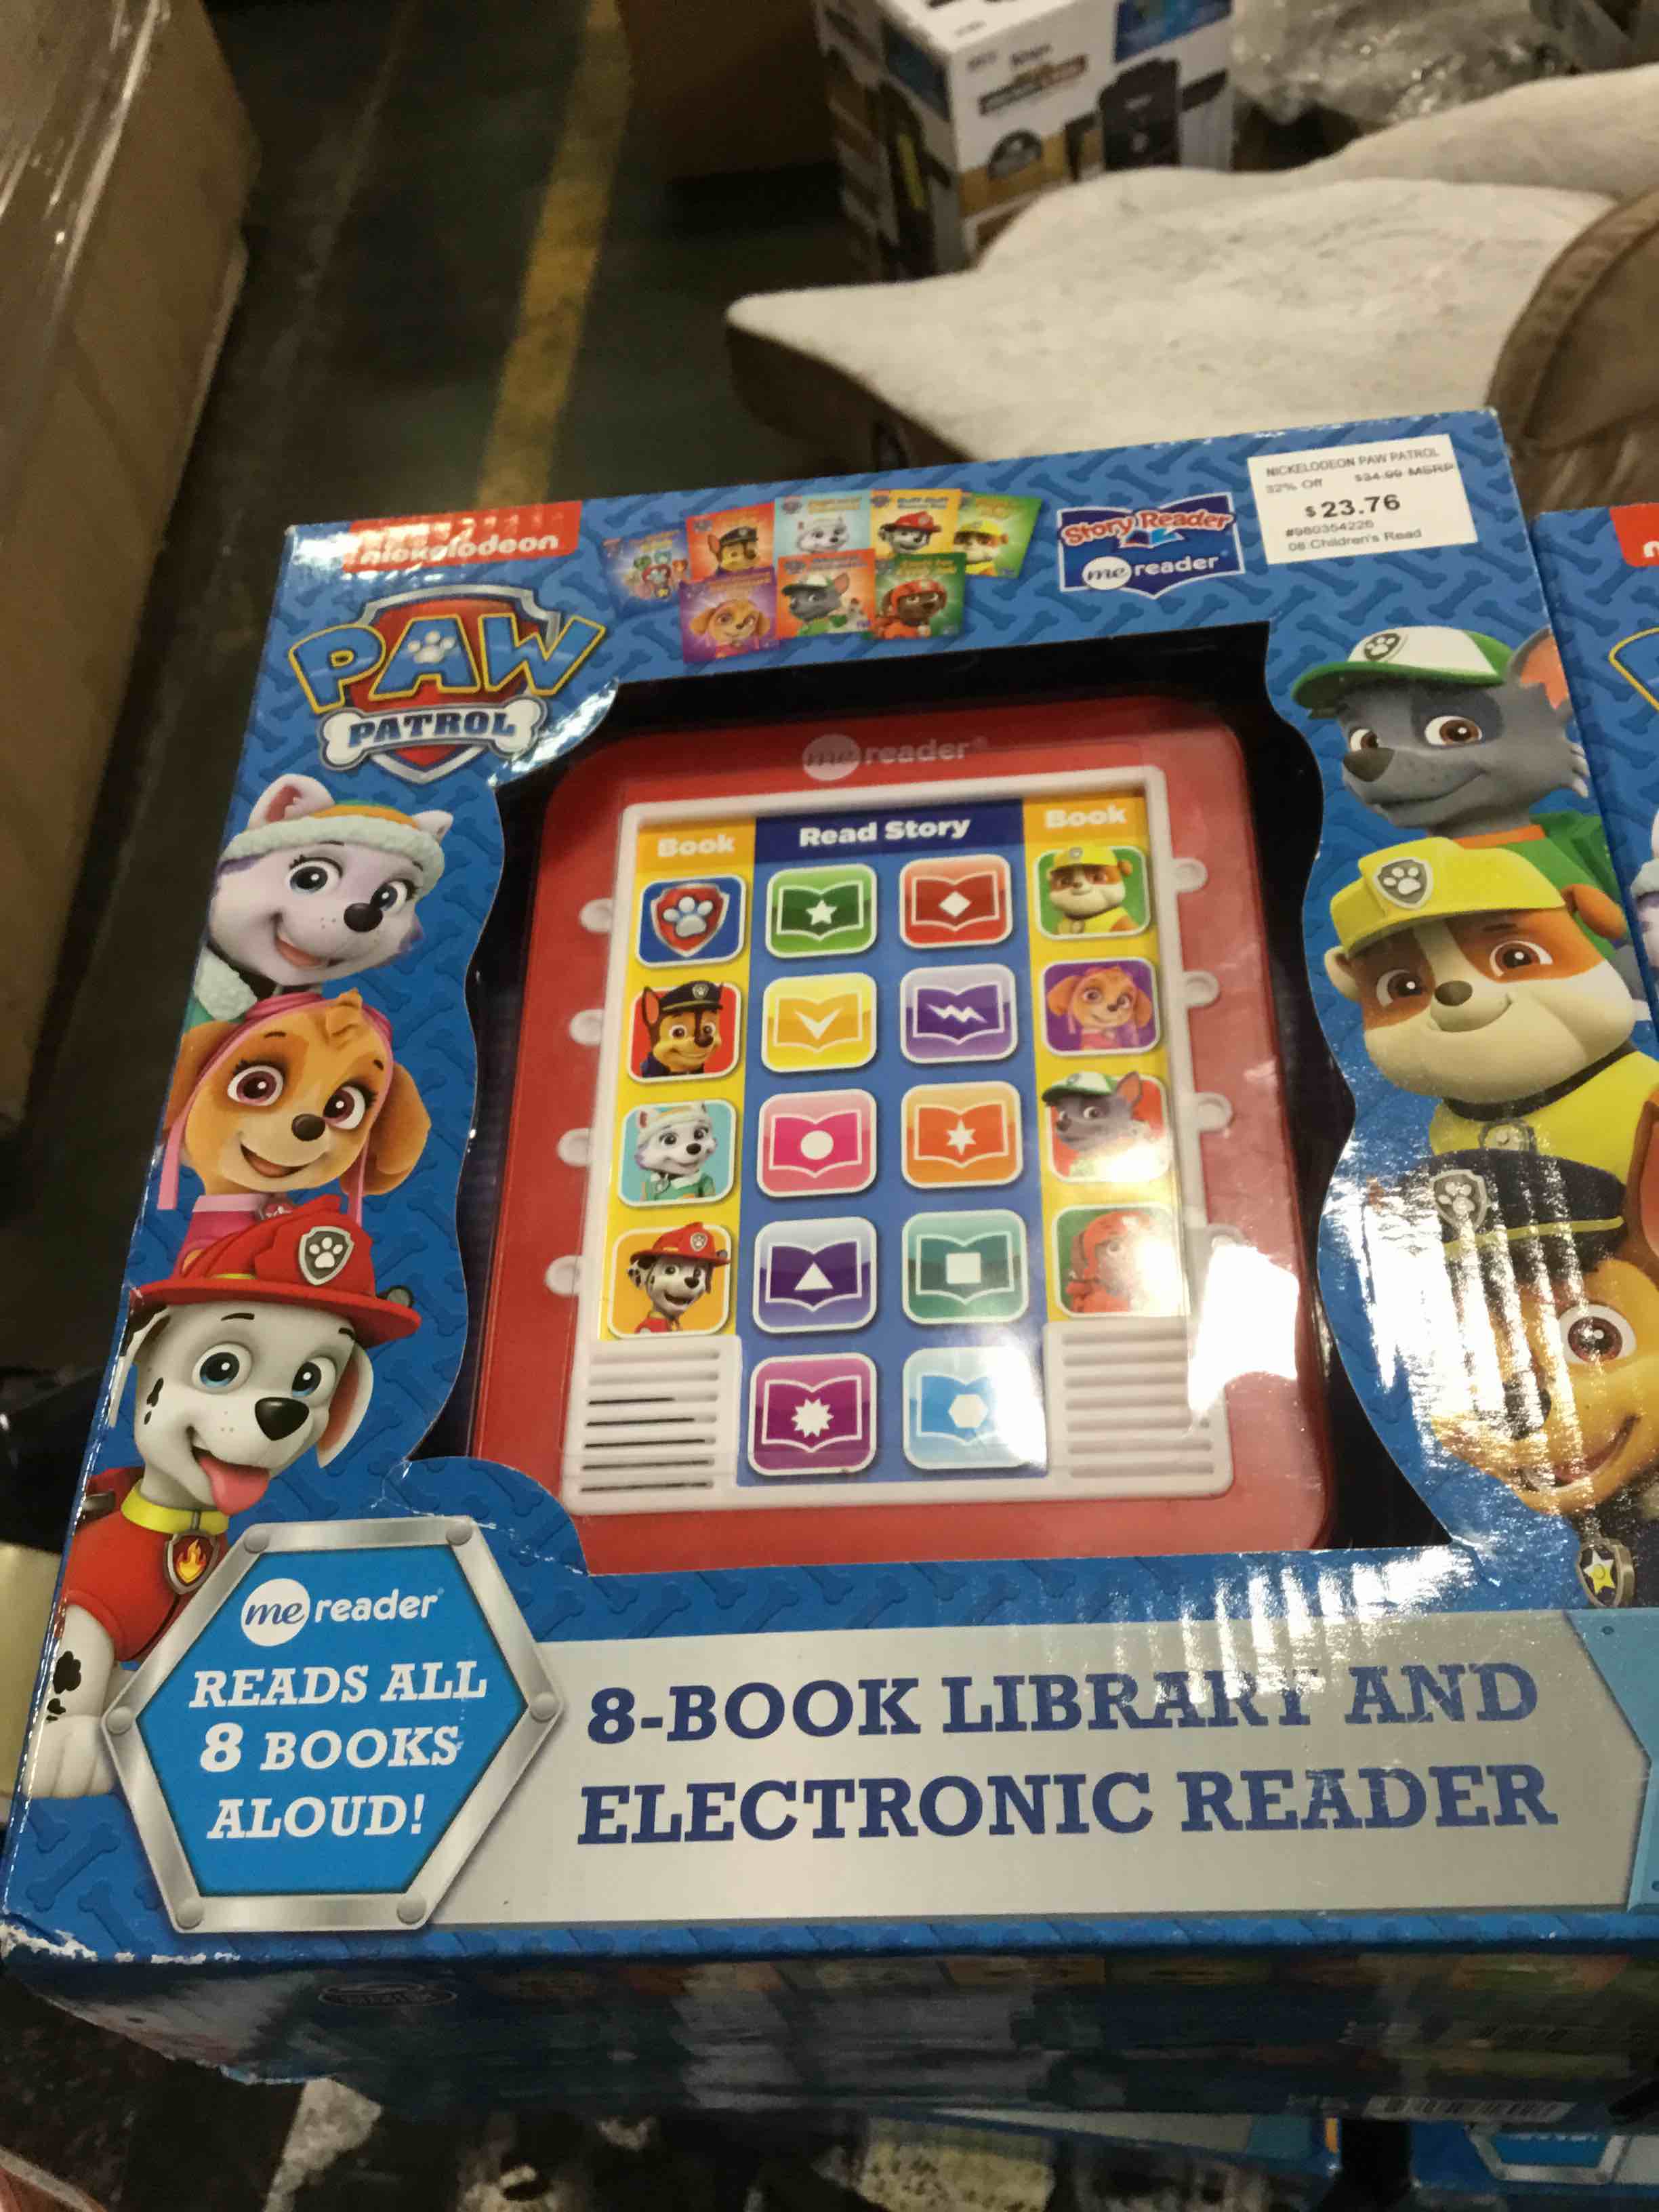 nickelodeon
PAW
PATROL
Story Reader
me reader
NICKELODEON PAW PATROL
32% Off $34.99 MSRP
$23.76
#980354226
08 Children's Read
me reader
Book Read Story Book
me reader
READS ALL
8 BOOKS
ALOUD!
8-BOOK LIBRARY AND
ELECTRONIC READER